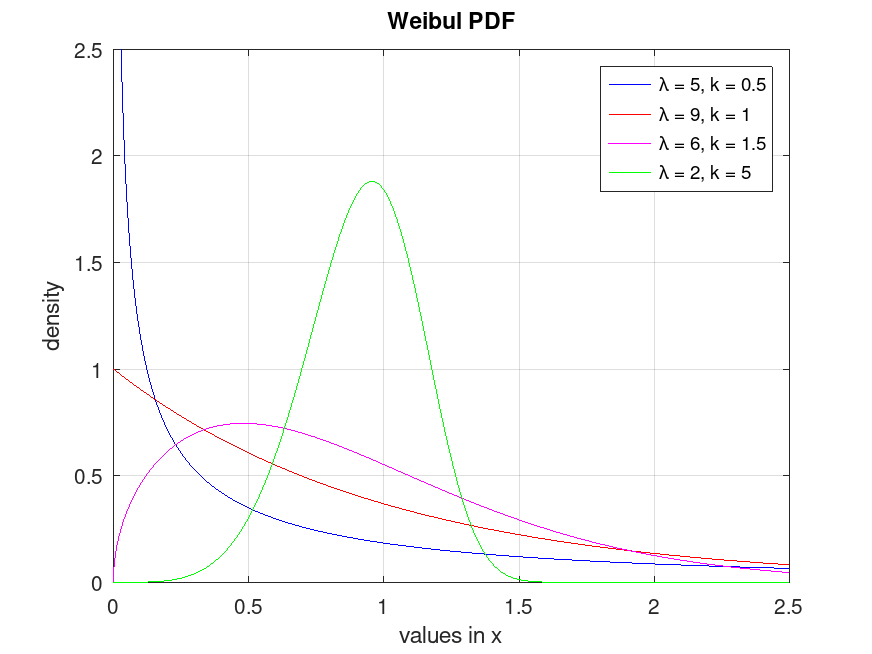 Weibul PDF
2.5
2
1.5
1
0.5
0
density
0
0.5
1
1.5
2
2.5
values in x
λ = 5, k = 0.5
λ = 9, k = 1
λ = 6, k = 1.5
λ = 2, k = 5